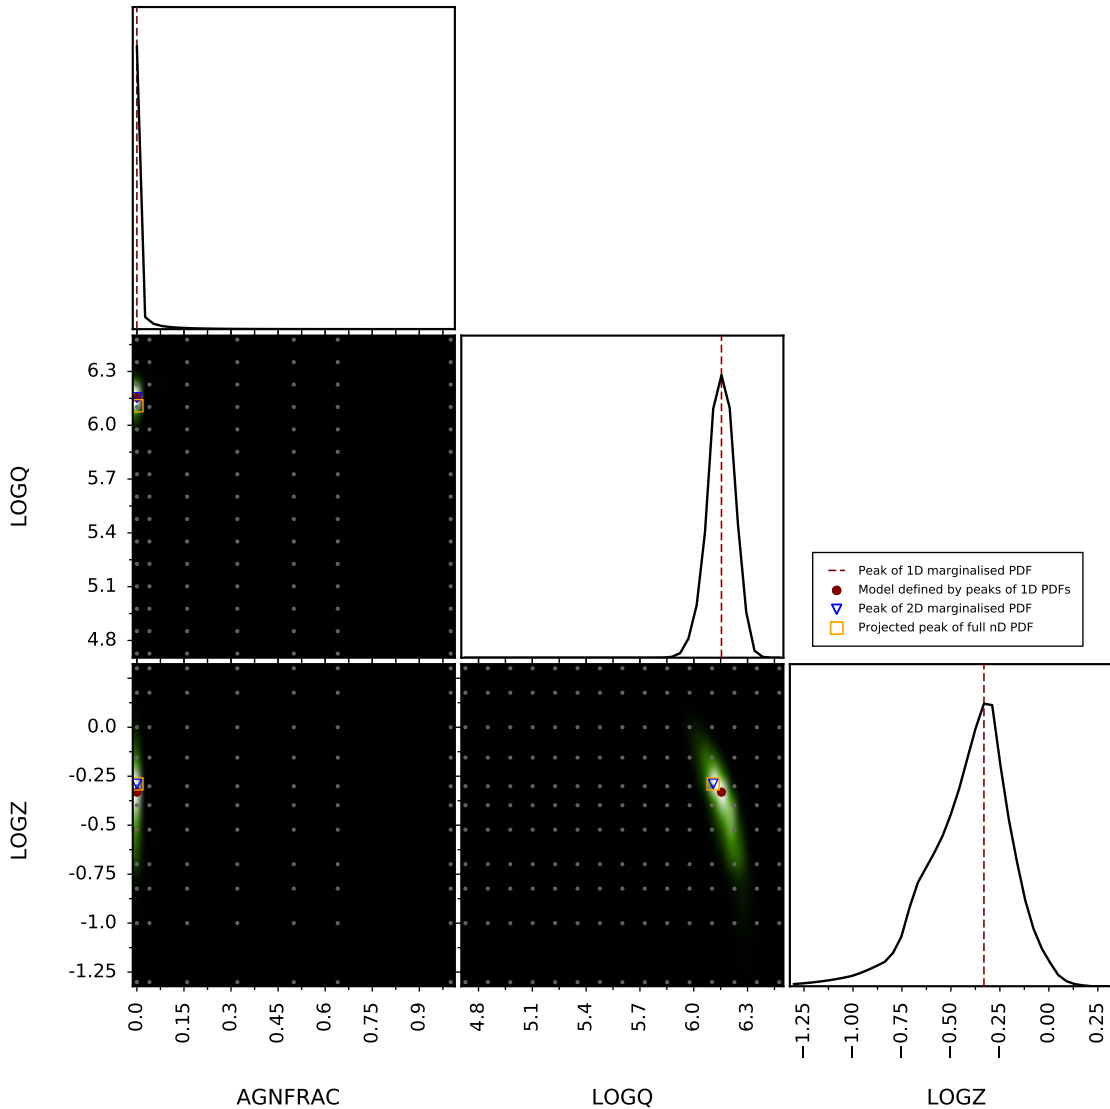 LOGQ
6.3
6.0
5.7
5.4
5.1
4.8
Peak of 1D marginalised PDF
Model defined by peaks of 1D PDFs
Peak of 2D marginalised PDF
Projected peak of full nD PDF
LOGZ
0.0
-0.25
-0.5
-0.75
-1.0
-1.25
0.0 0.15 0.3 0.45 0.6 0.75 0.9
4.8 5.1 5.4 5.7 6.0 6.3
−1.25 −1.00 −0.75 −0.50 −0.25 0.00 0.25
AGNFRAC LOGQ LOGZ